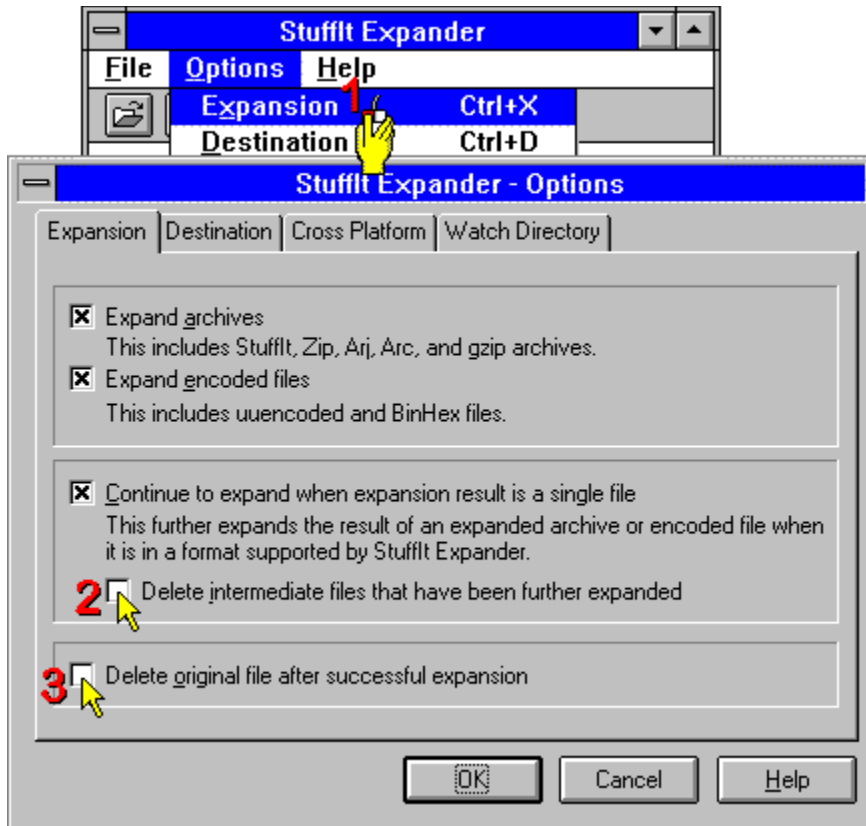 StuffIt Expander
File Options Help
1
Expansion Ctrl+X
Destination Ctrl+D
StuffIt Expander - Options
Expansion Destination Cross Platform Watch Directory
Expand archives
This includes StuffIt, Zip, Arj, Arc, and gzip archives.
Expand encoded files
This includes uuencoded and BinHex files.
Continue to expand when expansion result is a single file
This further expands the result of an expanded archive or encoded file when
it is in a format supported by StuffIt Expander.
2 Delete intermediate files that have been further expanded
3 Delete original file after successful expansion
OK Cancel Help